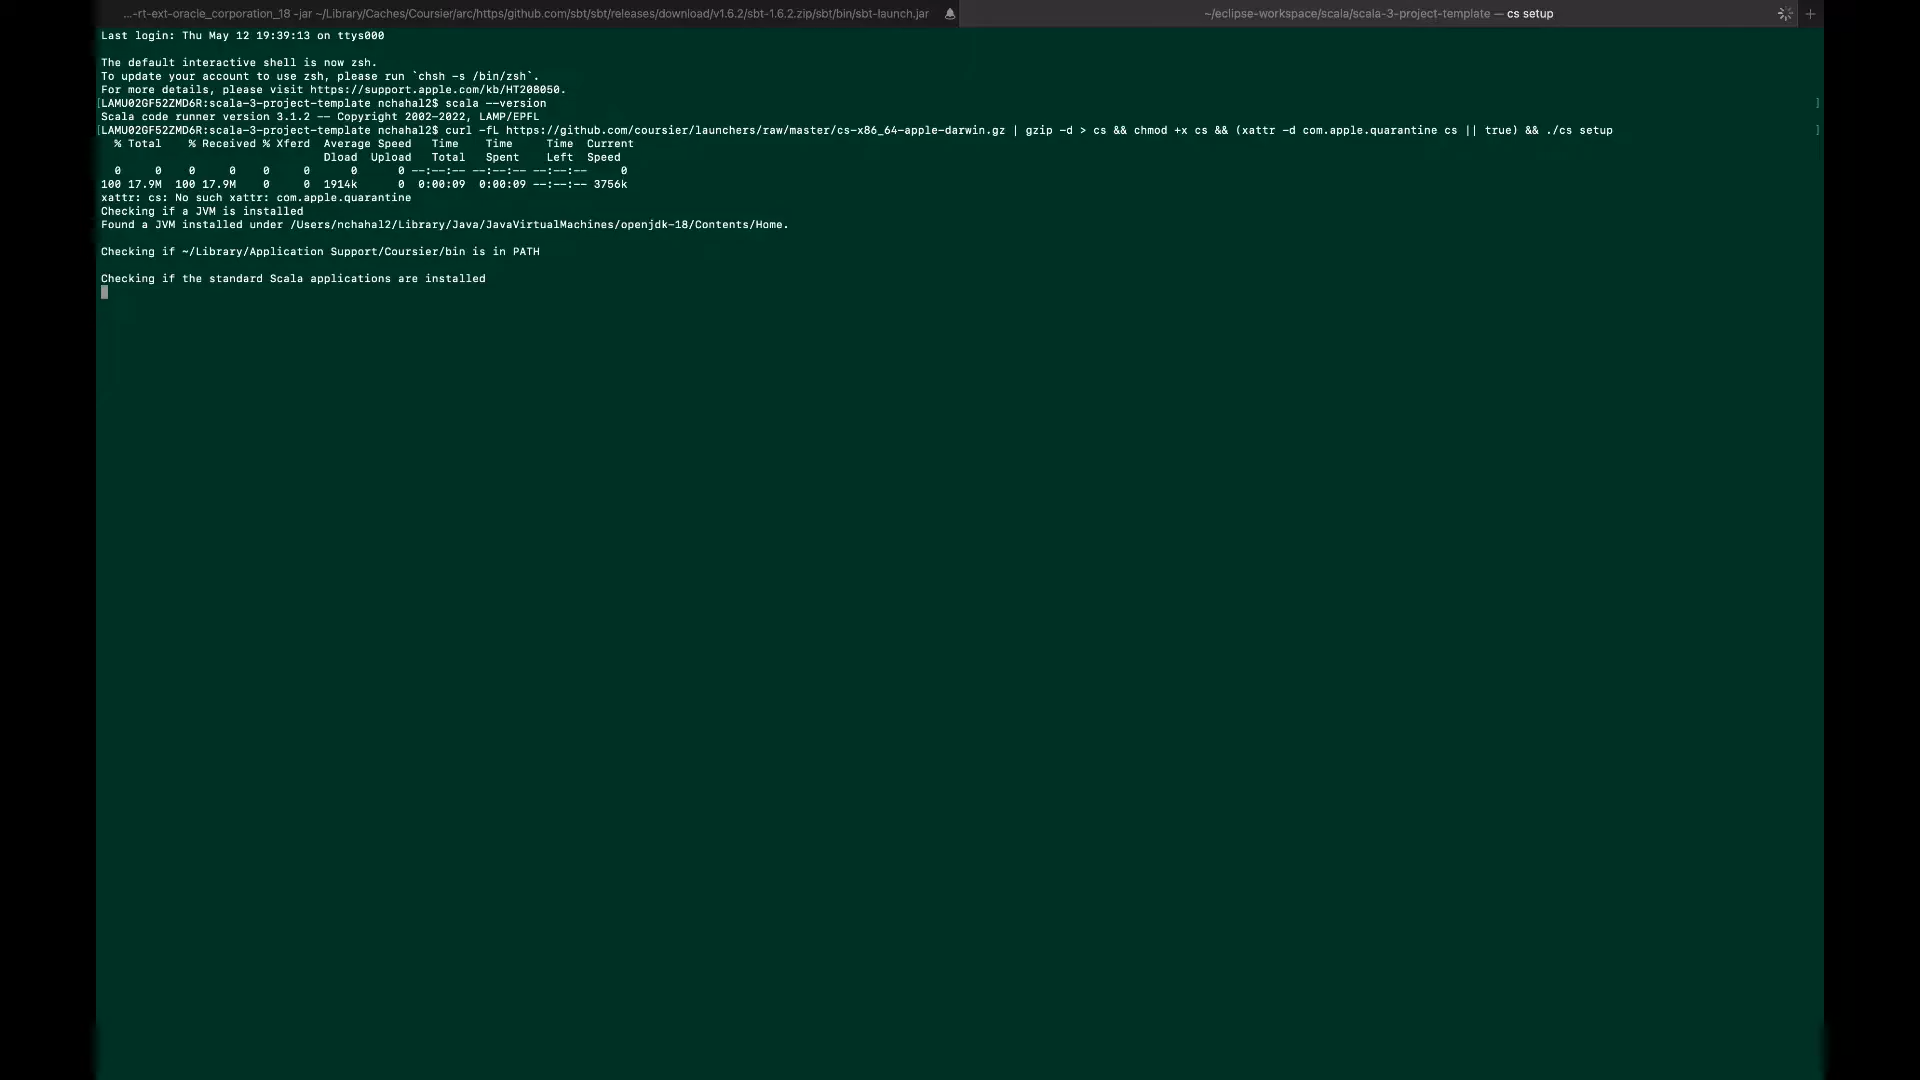 ...-rt-ext-oracle_corporation_18 -jar ~/Library/Caches/Coursier/arc/https/github.com/sbt/sbt/releases/download/v1.6.2/sbt-1.6.2.zip/sbt/bin/sbt-launch.jar
~/eclipse-workspace/scala/scala-3-project-template — cs setup
Last login: Thu May 12 19:39:13 on ttys000
The default interactive shell is now zsh.
To update your account to use zsh, please run `chsh -s /bin/zsh`.
For more details, please visit https://support.apple.com/kb/HT208050.
[LAMU02GF52ZMD6R:scala-3-project-template nchahal2$ scala --version ]
Scala code runner version 3.1.2 -- Copyright 2002-2022, LAMP/EPFL
[LAMU02GF52ZMD6R:scala-3-project-template nchahal2$ curl -fL https://github.com/coursier/launchers/raw/master/cs-x86_64-apple-darwin.gz | gzip -d > cs && chmod +x cs && (xattr -d com.apple.quarantine cs || true) && ./cs setup ]
% Total % Received % Xferd Average Speed Time Time Time Current
Dload Upload Total Spent Left Speed
0 0 0 0 0 0 0 0 --:--:-- --:--:-- --:--:-- 0
100 17.9M 100 17.9M 0 0 1914k 0 0:00:09 0:00:09 --:--:-- 3756k
xattr: cs: No such xattr: com.apple.quarantine
Checking if a JVM is installed
Found a JVM installed under /Users/nchahal2/Library/Java/JavaVirtualMachines/openjdk-18/Contents/Home.
Checking if ~/Library/Application Support/Coursier/bin is in PATH
Checking if the standard Scala applications are installed